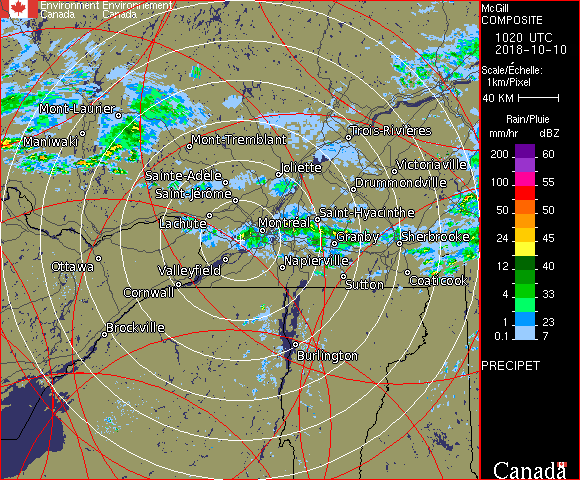 Environment Environnement
Canada Canada
McGill
COMPOSITE
1020 UTC
2018-10-10
Scale/Échelle:
1km/Pixel
40 KM
Rain/Pluie
mm/hr dBZ
200 60
100 55
50 50
24 45
12 40
4 33
1 23
0.1 7
PRECIPET
Canada
Mont-Laurier
Maniwaki
Mont-Tremblant
Trois-Rivières
Joliette
Victoriaville
Sainte-Adèle
Drummondville
Saint-Jérôme
Saint-Hyacinthe
Lachute
Montréal
Granby
Sherbrooke
Ottawa
Valleyfield
Napierville
Cornwall
Sutton
Coaticook
Brockville
Burlington